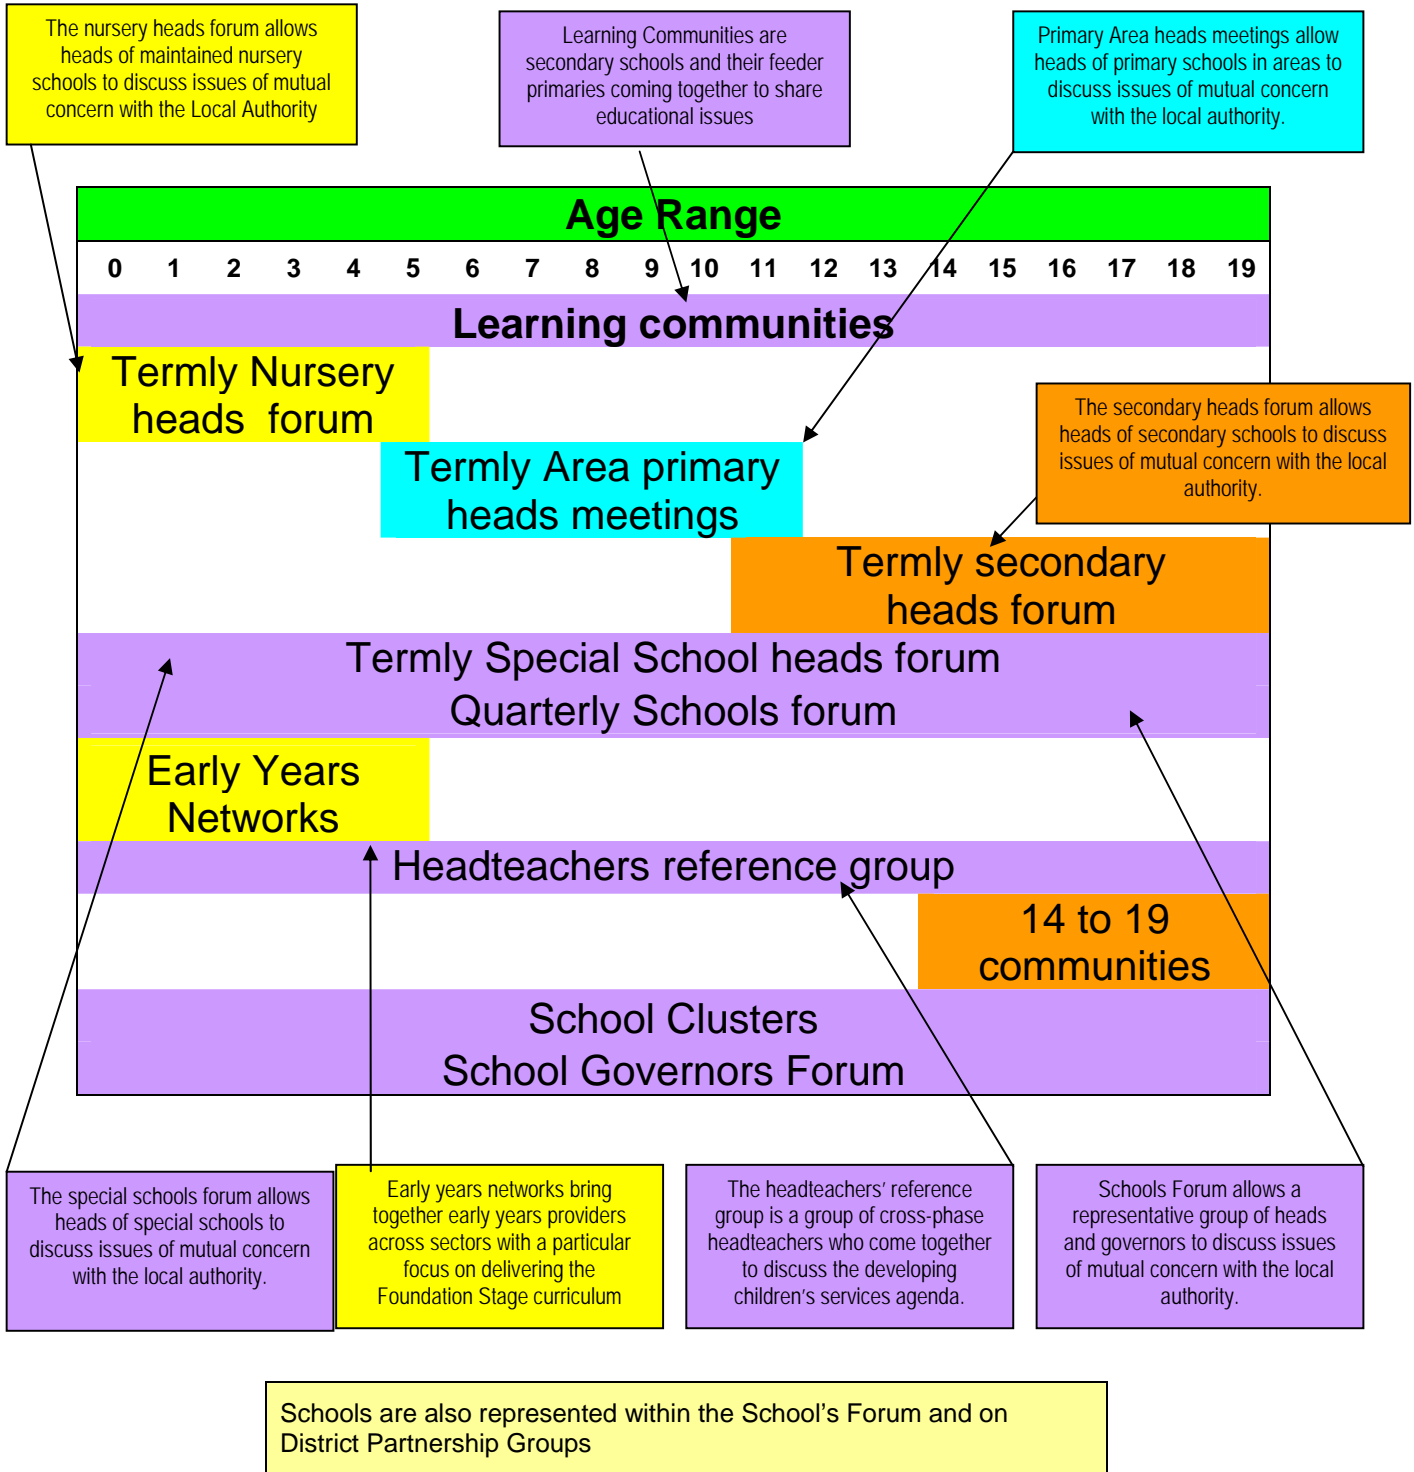 The nursery heads forum allows
heads of maintained nursery
schools to discuss issues of mutual
concern with the Local Authority
Learning Communities are
secondary schools and their feeder
primaries coming together to share
educational issues
Primary Area heads meetings allow
heads of primary schools in areas to
discuss issues of mutual concern
with the local authority.
Age Range
0 1 2 3 4 5 6 7 8 9 10 11 12 13 14 15 16 17 18 19
Learning communities
Termly Nursery
heads forum
The secondary heads forum allows
heads of secondary schools to discuss
issues of mutual concern with the local
authority.
Termly Area primary
heads meetings
Termly secondary
heads forum
Termly Special School heads forum
Quarterly Schools forum
Early Years
Networks
Headteachers reference group
14 to 19
communities
School Clusters
School Governors Forum
The special schools forum allows
heads of special schools to
discuss issues of mutual concern
with the local authority.
Early years networks bring
together early years providers
across sectors with a particular
focus on delivering the
Foundation Stage curriculum
The headteachers' reference
group is a group of cross-phase
headteachers who come together
to discuss the developing
children's services agenda.
Schools Forum allows a
representative group of heads
and governors to discuss issues
of mutual concern with the local
authority.
Schools are also represented within the School's Forum and on
District Partnership Groups